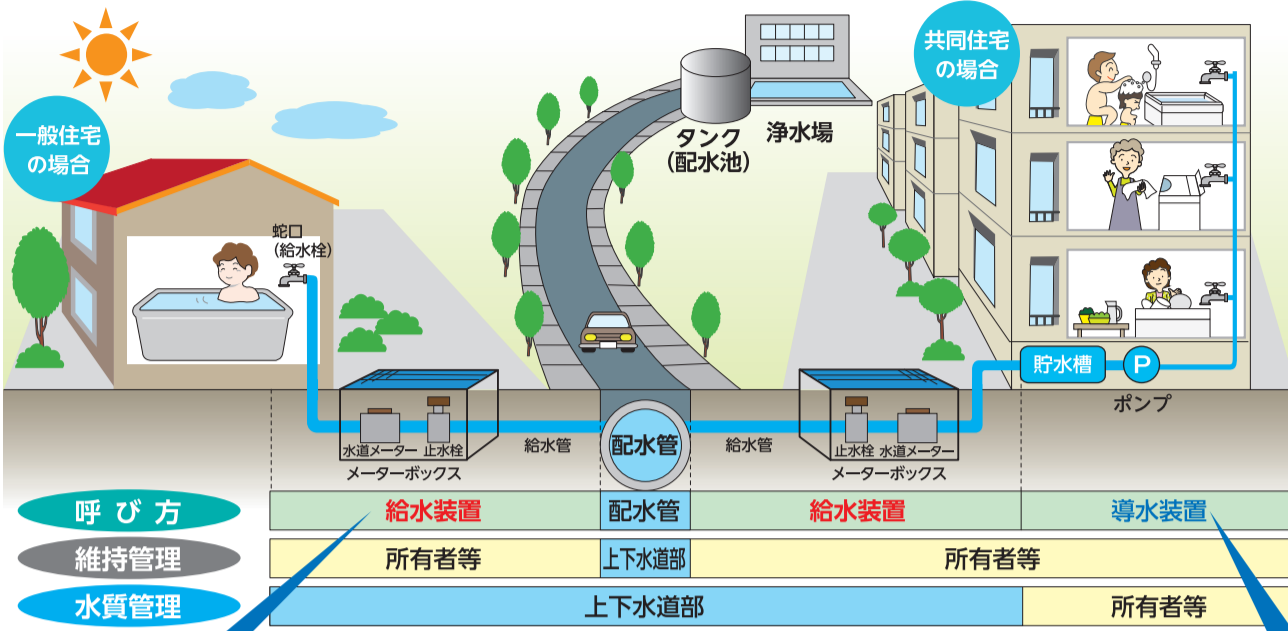 一般住宅
の場合
蛇口
(給水栓)
タンク
(配水池)
浄水場
共同住宅
の場合
貯水槽
P
ポンプ
水道メーター
止水栓
メーターボックス
給水管
配水管
給水管
止水栓
水道メーター
メーターボックス
呼び方
給水装置
配水管
給水装置
導水装置
維持管理
所有者等
上下水道部
所有者等
水質管理
上下水道部
所有者等